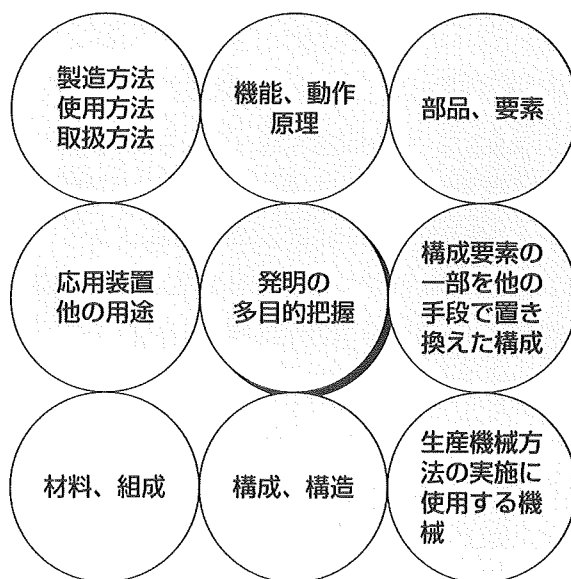 製造方法
使用方法
取扱方法
機能、動作
原理
部品、要素
応用装置
他の用途
発明の
多目的把握
構成要素の
一部を他の
手段で置き
換えた構成
材料、組成
構成、構造
生産機械方
法の実施に
使用する機
械